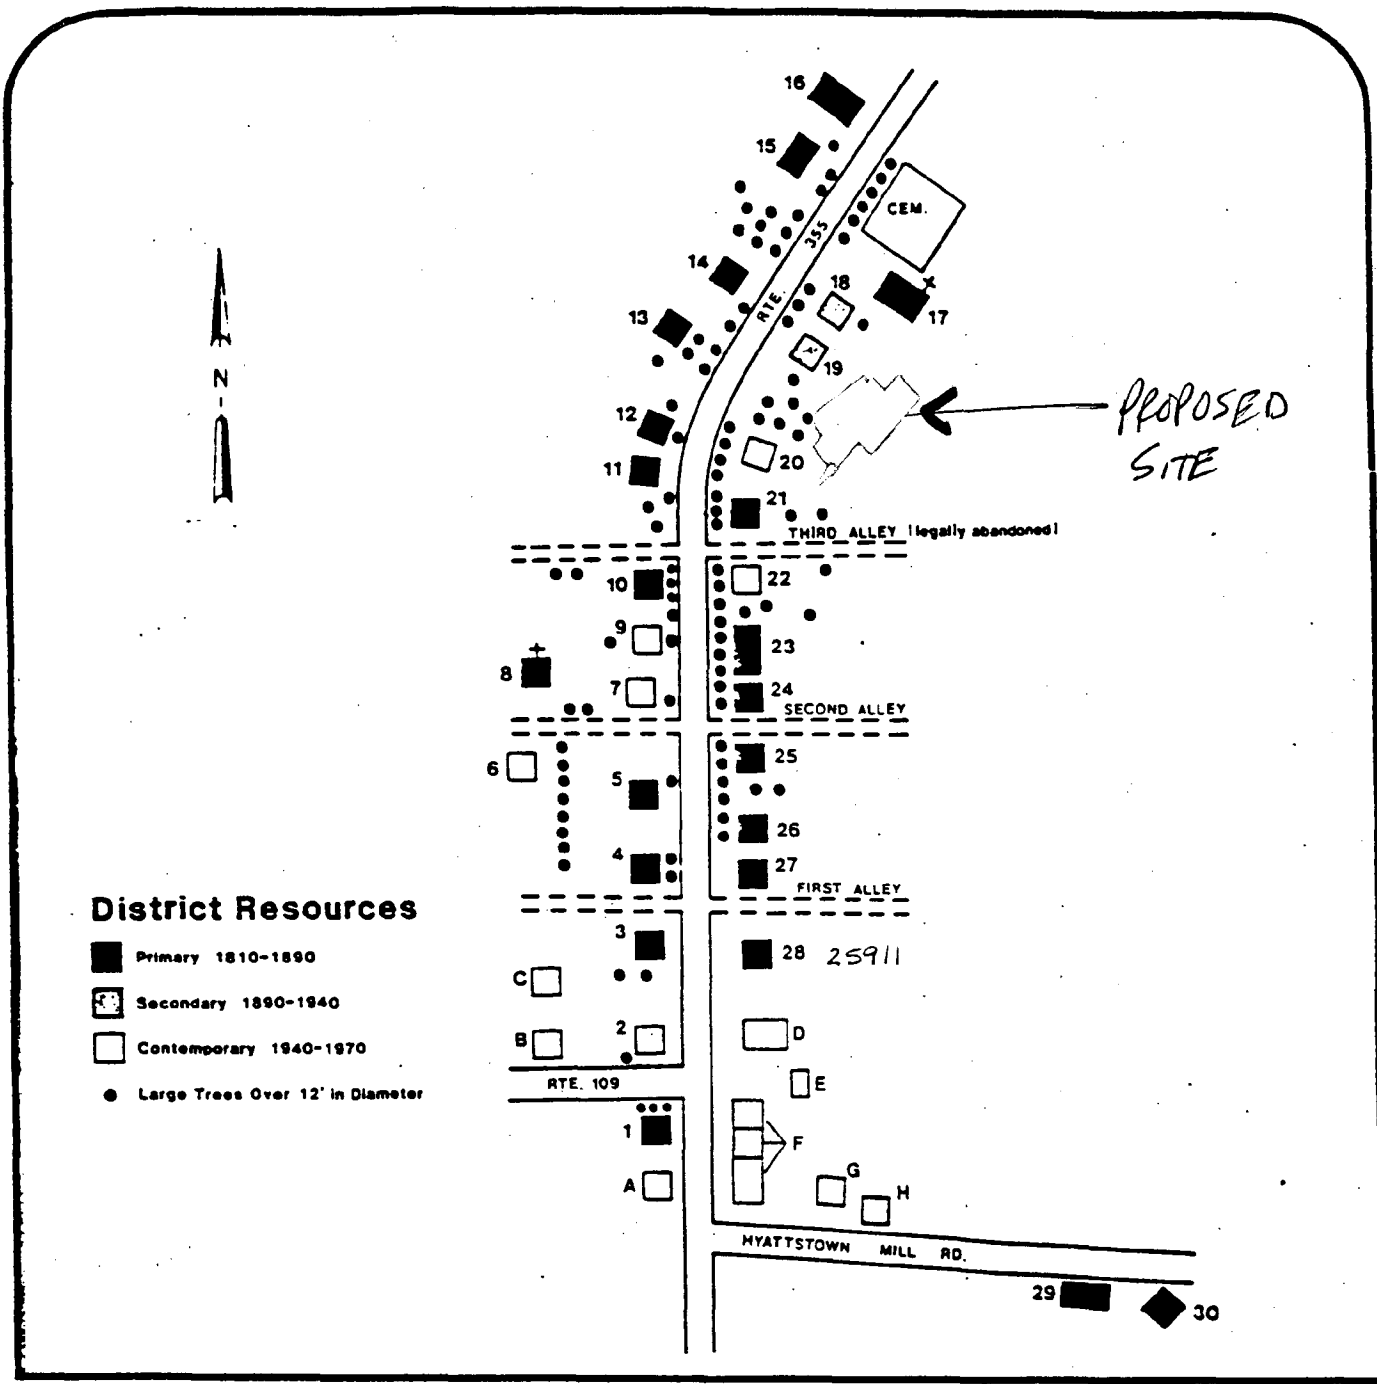 16
15
CEM.
355
14
RTE.
18
17
13
19
PROPOSED
SITE
N
12
20
11
21
THIRD ALLEY (legally abandoned)
10
22
9
23
8
7
24
SECOND ALLEY
6
5
25
26
4
27
FIRST ALLEY
District Resources
Primary 1810-1890
Secondary 1890-1940
Contemporary 1940-1970
Large Trees Over 12' in Diameter
3
28 25911
C
2
B
D
RTE. 109
E
1
F
A
G
H
HYATTSTOWN MILL RD.
29
30